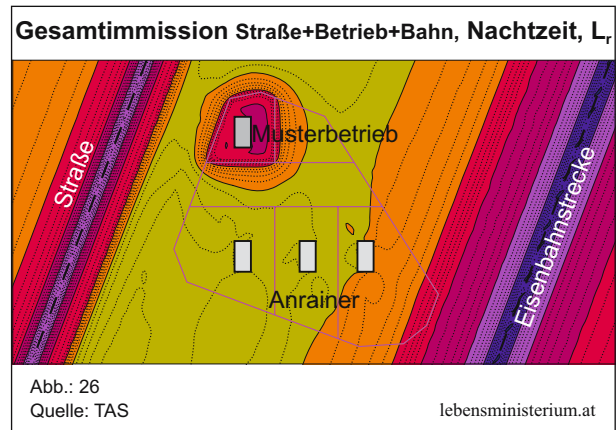 Gesamtimmission Straße+Betrieb+Bahn, Nachtzeit, Lr
Musterbetrieb
Straße
Eisenbahnstrecke
Anrainer
Abb.: 26
Quelle: TAS
lebensministerium.at